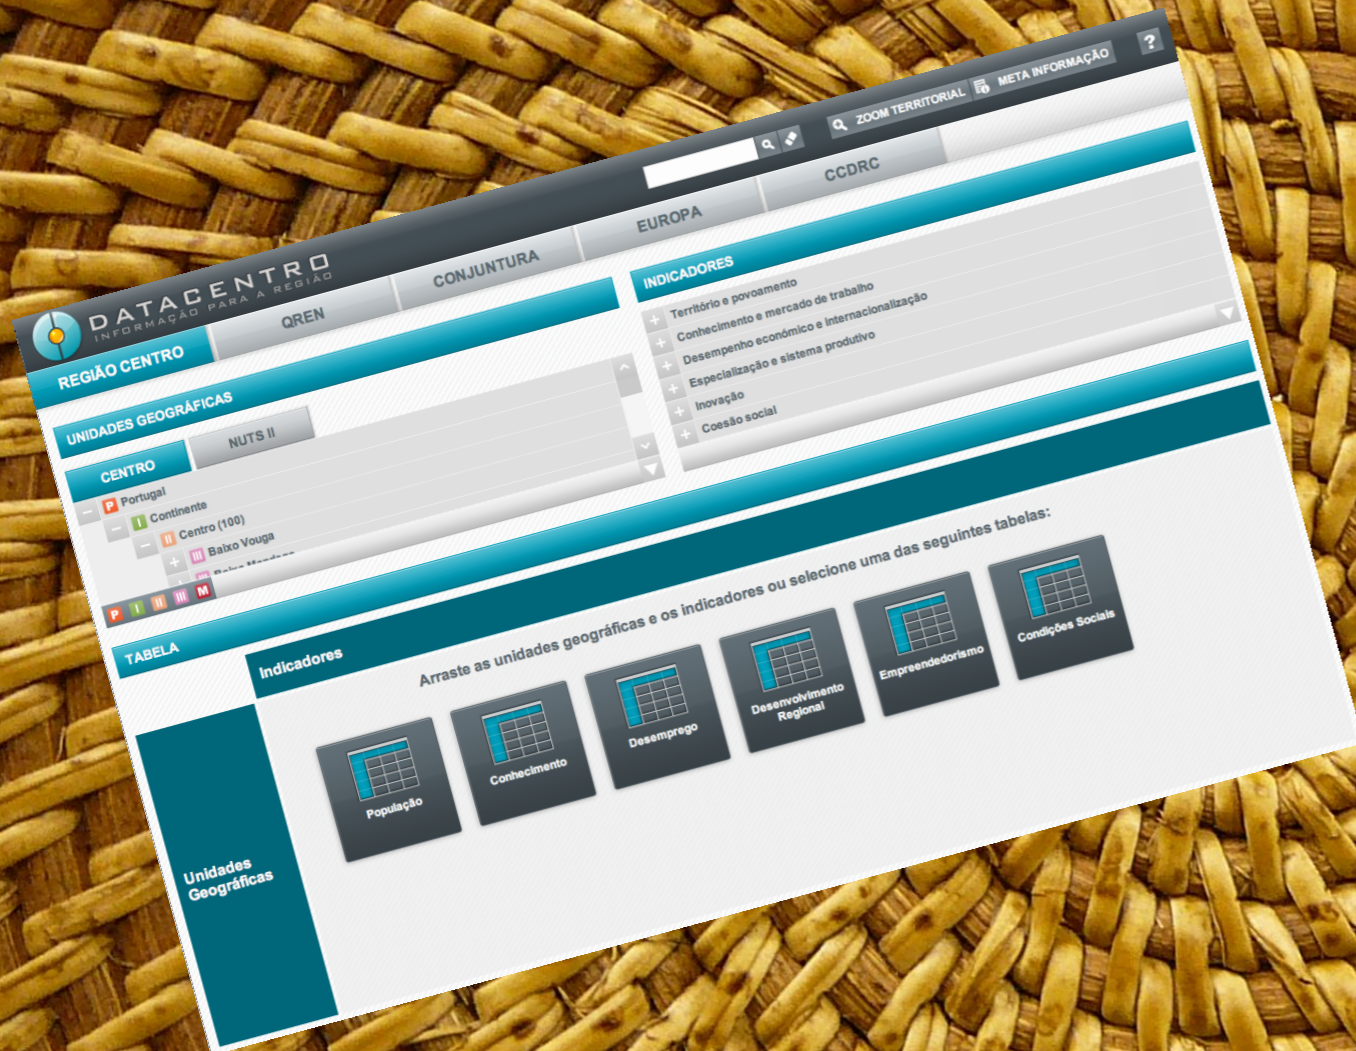 ZOOM TERRITORIAL
META INFORMAÇÃO
?
DATACENTRO
INFORMAÇÃO PARA A REGIÃO
REGIÃO CENTRO
QREN
CONJUNTURA
EUROPA
CCDRC
UNIDADES GEOGRÁFICAS
CENTRO
NUTS II
P Portugal
I Continente
II Centro (100)
III Baixo Vouga
III Baixo Mondego
P I II III M
INDICADORES
Território e povoamento
Conhecimento e mercado de trabalho
Desempenho económico e internacionalização
Especialização e sistema produtivo
Inovação
Coesão social
TABELA
Indicadores
Unidades
Geográficas
Arraste as unidades geográficas e os indicadores ou selecione uma das seguintes tabelas:
População
Conhecimento
Desemprego
Desenvolvimento
Regional
Empreendedorismo
Condições Sociais